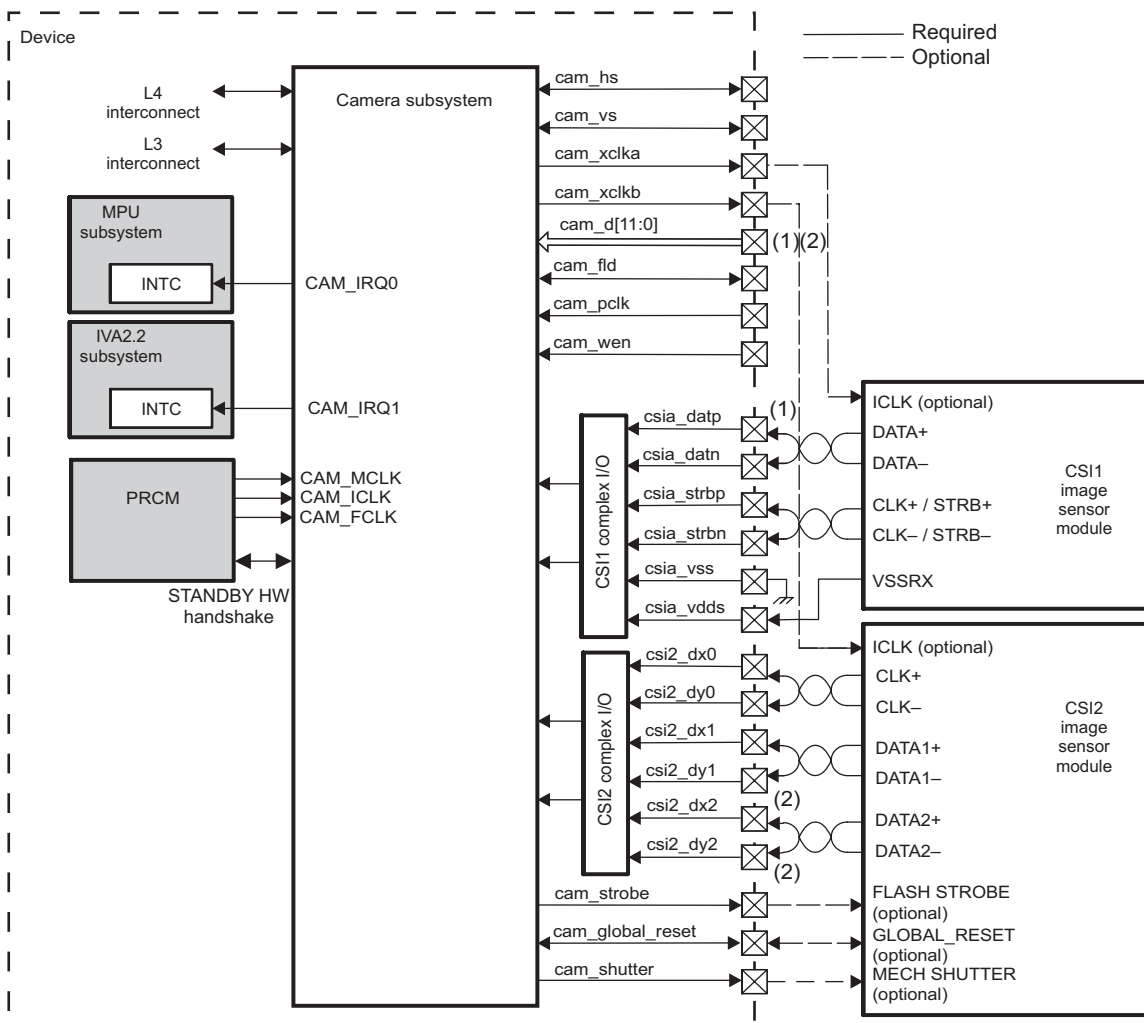 Device
Required
Optional
L4
interconnect
L3
interconnect
MPU
subsystem
INTC
IVA2.2
subsystem
INTC
PRCM
STANDBY HW
handshake
Camera subsystem
CAM_IRQ0
CAM_IRQ1
CAM_MCLK
CAM_ICLK
CAM_FCLK
cam_hs
cam_vs
cam_xclka
cam_xclkb
cam_d[11:0]
(1)(2)
cam_fld
cam_pclk
cam_wen
CSI1 complex I/O
csia_datp
(1)
csia_datn
csia_strbp
csia_strbn
csia_vss
csia_vdds
CSI2 complex I/O
csi2_dx0
csi2_dy0
csi2_dx1
csi2_dy1
(2)
csi2_dx2
csi2_dy2
(2)
cam_strobe
cam_global_reset
cam_shutter
ICLK (optional)
DATA+
DATA–
CLK+ / STRB+
CLK– / STRB–
VSSRX
CSI1
image
sensor
module
ICLK (optional)
CLK+
CLK–
DATA1+
DATA1–
DATA2+
DATA2–
CSI2
image
sensor
module
FLASH STROBE
(optional)
GLOBAL_RESET
(optional)
MECH SHUTTER
(optional)